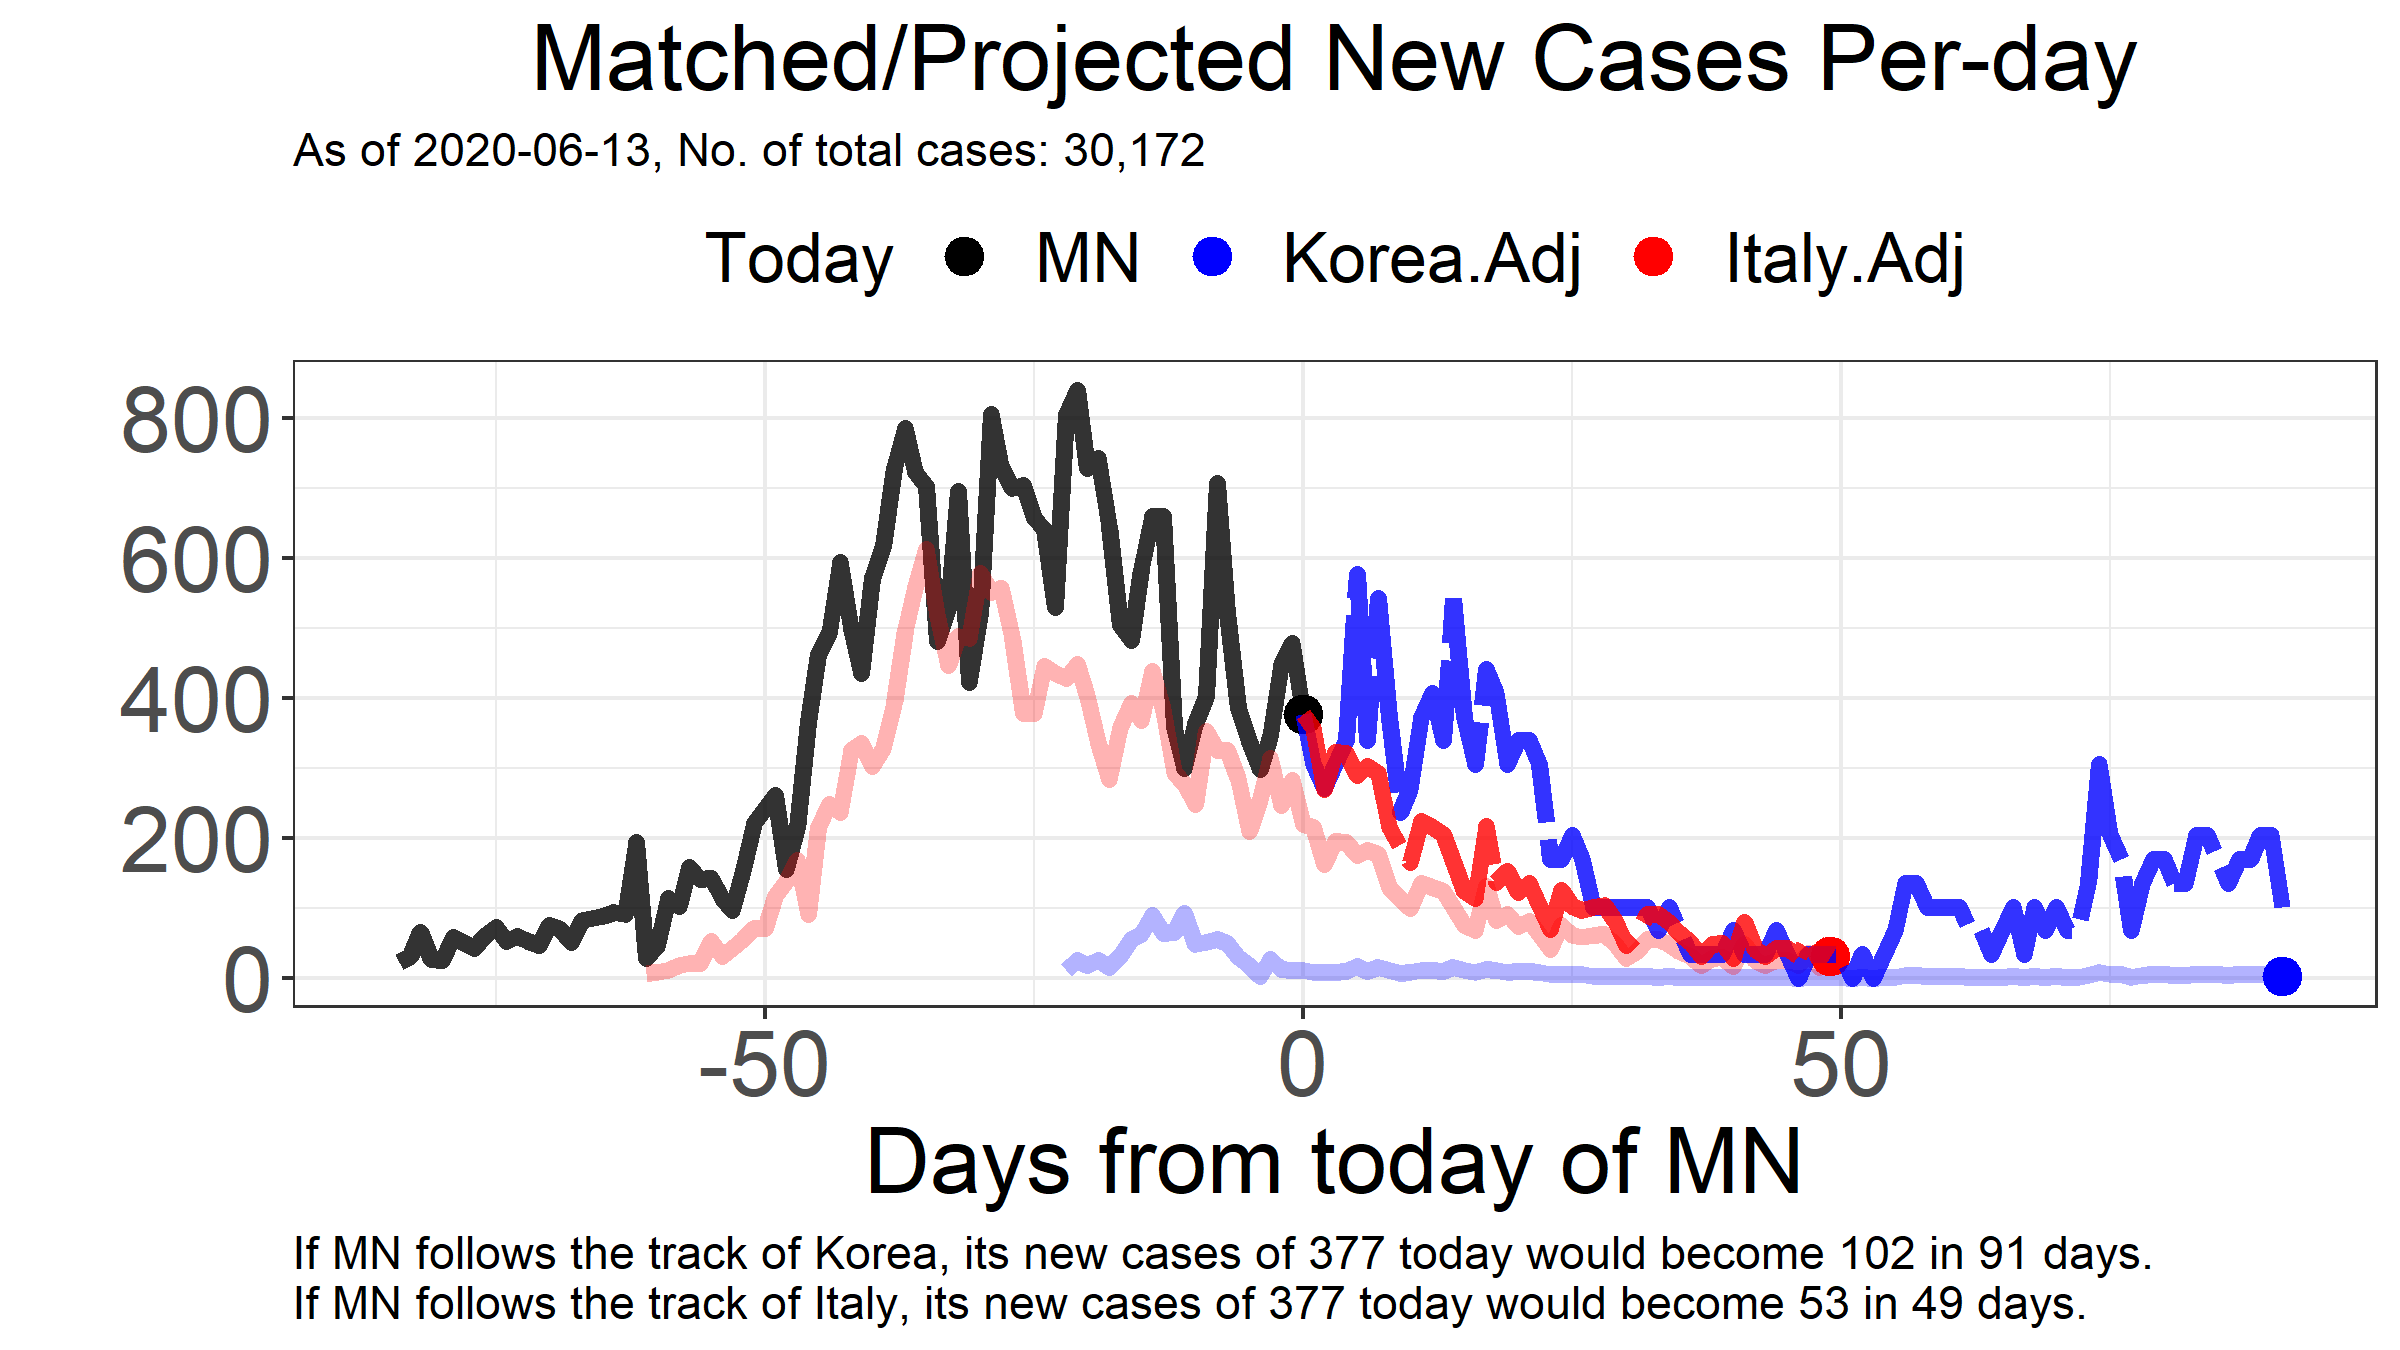 Matched/Projected New Cases Per-day
As of 2020-06-13, No. of total cases: 30,172
Today MN Korea.Adj Italy.Adj
800
600
400
200
0
-50 0 50
Days from today of MN
If MN follows the track of Korea, its new cases of 377 today would become 102 in 91 days.
If MN follows the track of Italy, its new cases of 377 today would become 53 in 49 days.